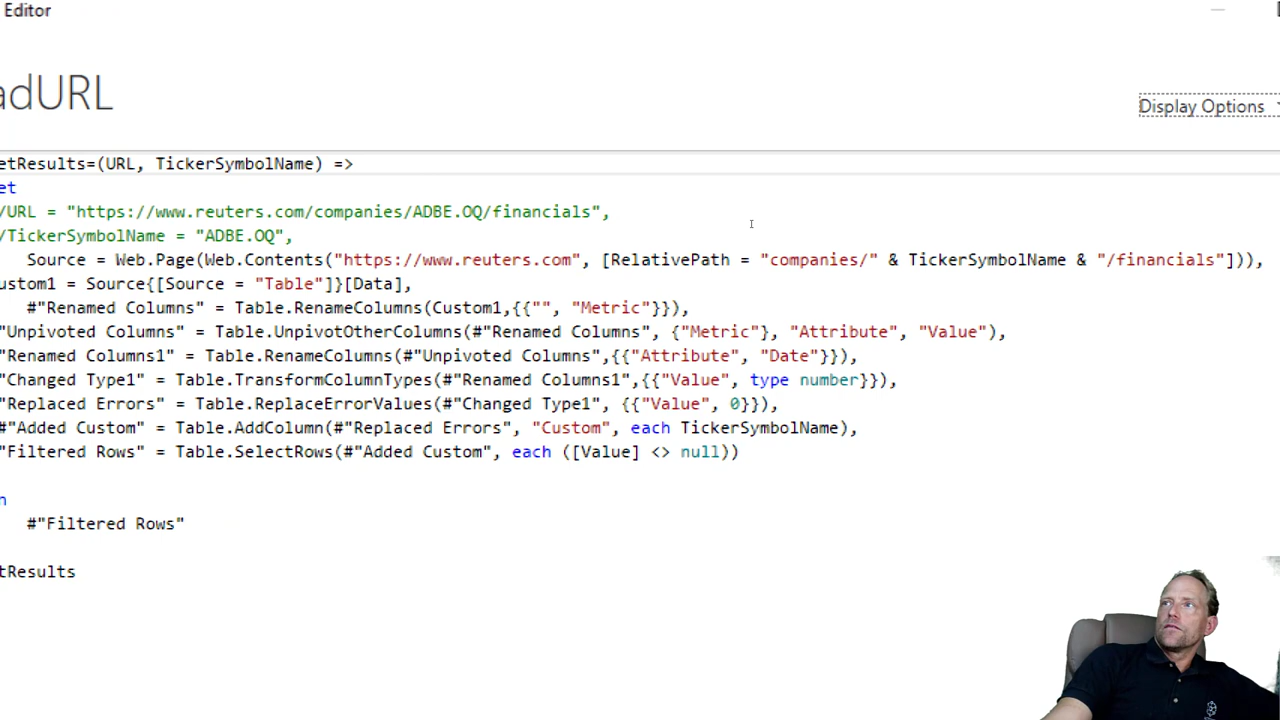 Editor
adURL
Display Options
etResults=(URL, TickerSymbolName) =>
et
/URL = "https://www.reuters.com/companies/ADBE.OQ/financials",
/TickerSymbolName = "ADBE.OQ",
Source = Web.Page(Web.Contents("https://www.reuters.com", [RelativePath = "companies/" & TickerSymbolName & "/financials"])),
ustom1 = Source{[Source = "Table"]}[Data],
#"Renamed Columns" = Table.RenameColumns(Custom1,{{"", "Metric"}}),
"Unpivoted Columns" = Table.UnpivotOtherColumns(#"Renamed Columns", {"Metric"}, "Attribute", "Value"),
"Renamed Columns1" = Table.RenameColumns(#"Unpivoted Columns",{{"Attribute", "Date"}}),
"Changed Type1" = Table.TransformColumnTypes(#"Renamed Columns1",{{"Value", type number}}),
"Replaced Errors" = Table.ReplaceErrorValues(#"Changed Type1", {{"Value", 0}}),
#"Added Custom" = Table.AddColumn(#"Replaced Errors", "Custom", each TickerSymbolName),
"Filtered Rows" = Table.SelectRows(#"Added Custom", each ([Value] <> null))
n
#"Filtered Rows"
tResults